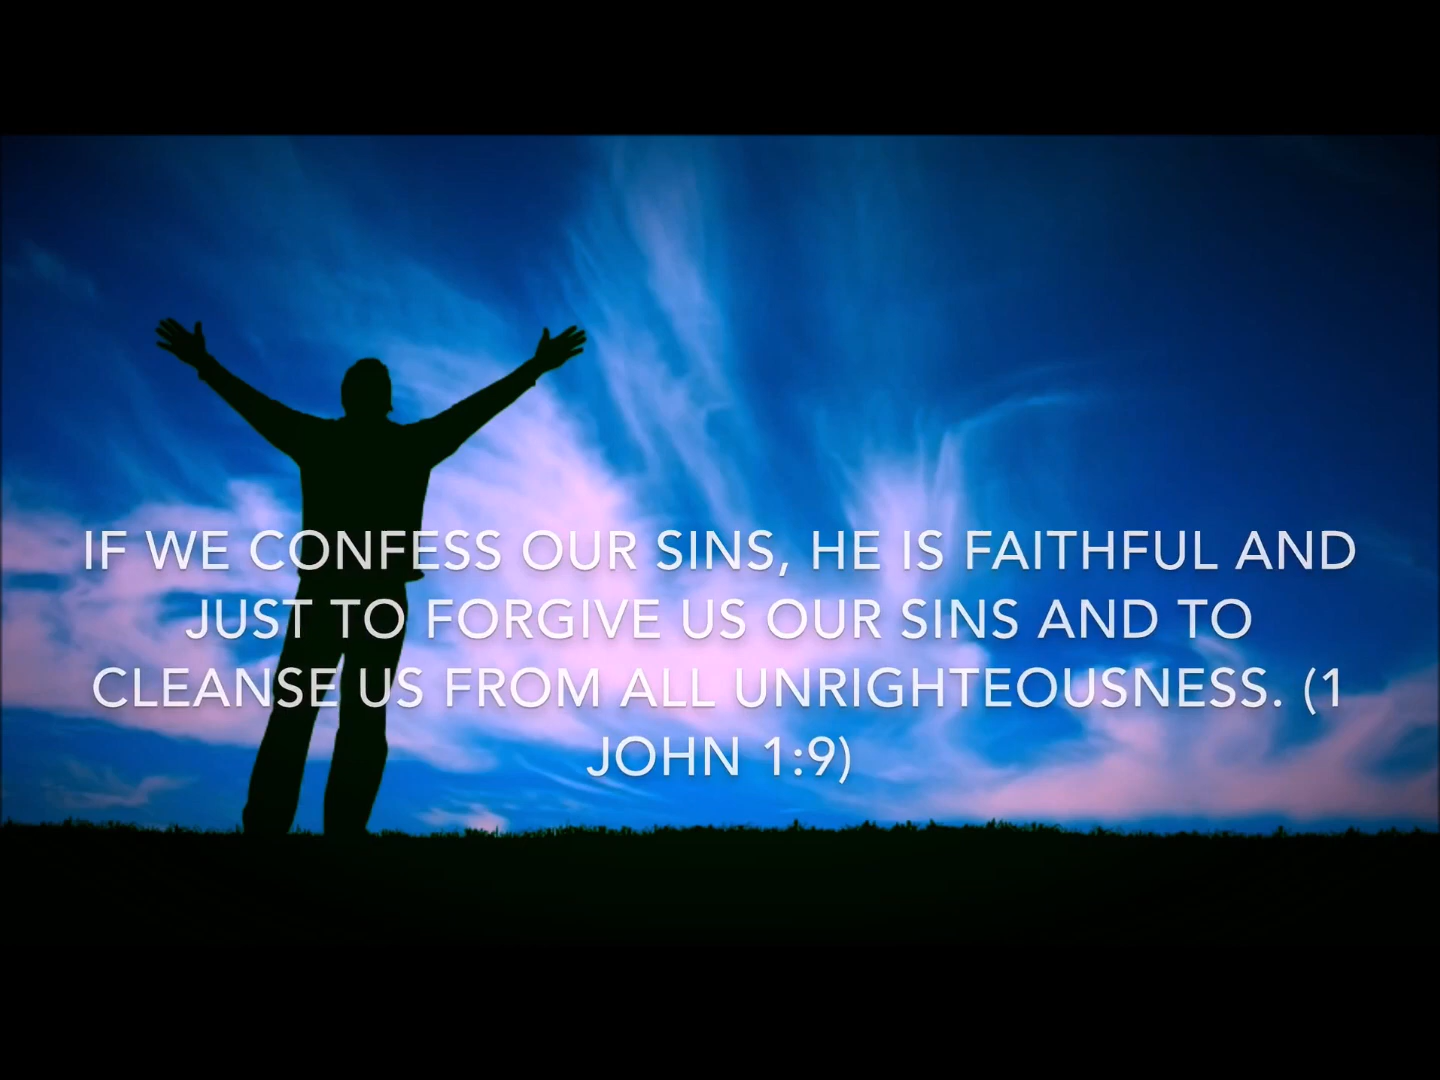 IF WE CONFESS OUR SINS, HE IS FAITHFUL AND
JUST TO FORGIVE US OUR SINS AND TO
CLEANSE US FROM ALL UNRIGHTEOUSNESS. (1
JOHN 1:9)